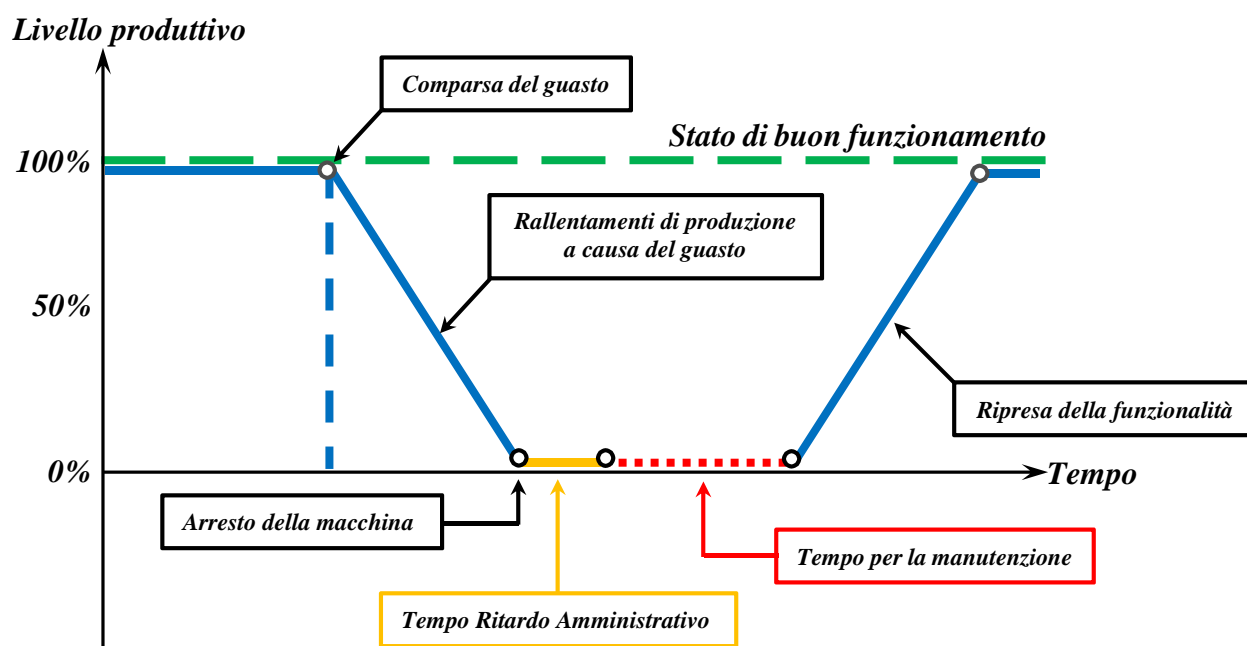 Livello produttivo
Comparsa del guasto
Stato di buon funzionamento
100%
Rallentamenti di produzione
a causa del guasto
50%
Ripresa della funzionalità
0%
Tempo
Arresto della macchina
Tempo per la manutenzione
Tempo Ritardo Amministrativo